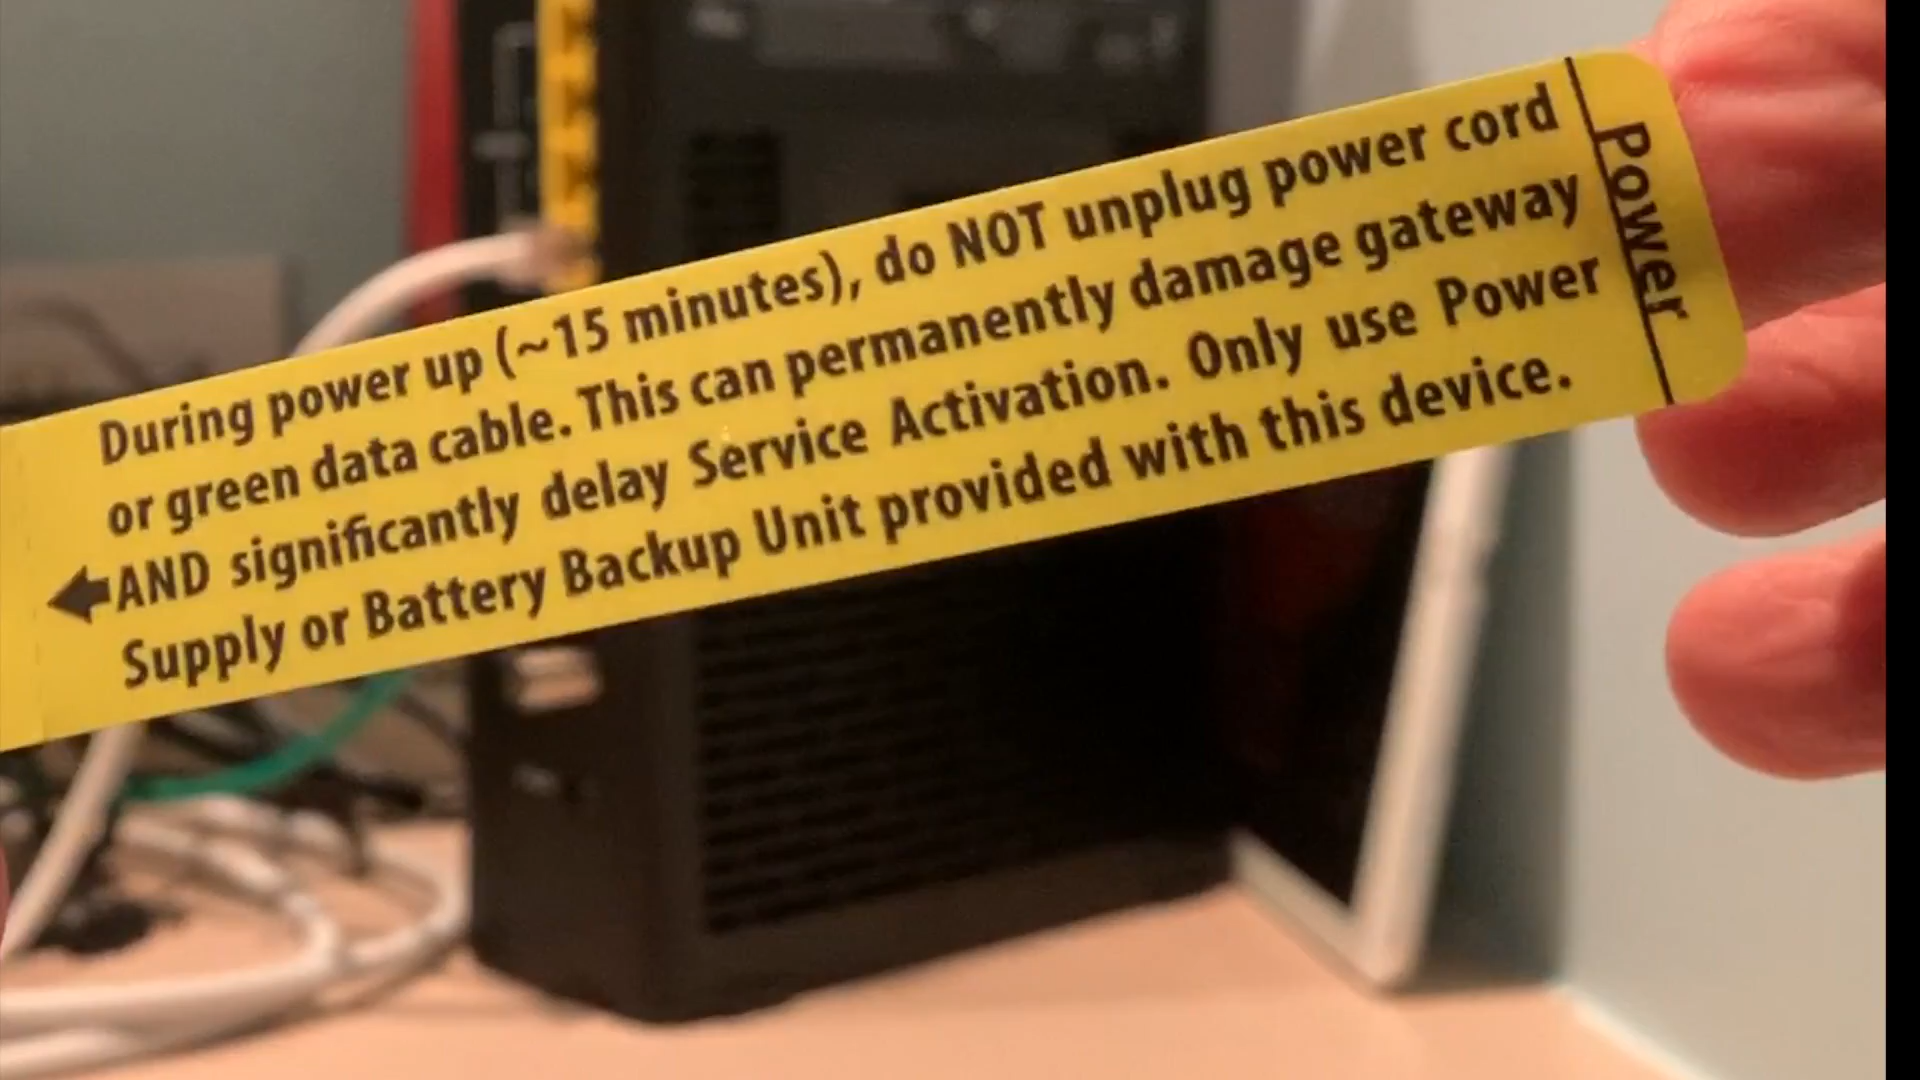 During power up (~15 minutes), do NOT unplug power cord
or green data cable. This can permanently damage gateway
AND significantly delay Service Activation. Only use Power
Supply or Battery Backup Unit provided with this device.
Power